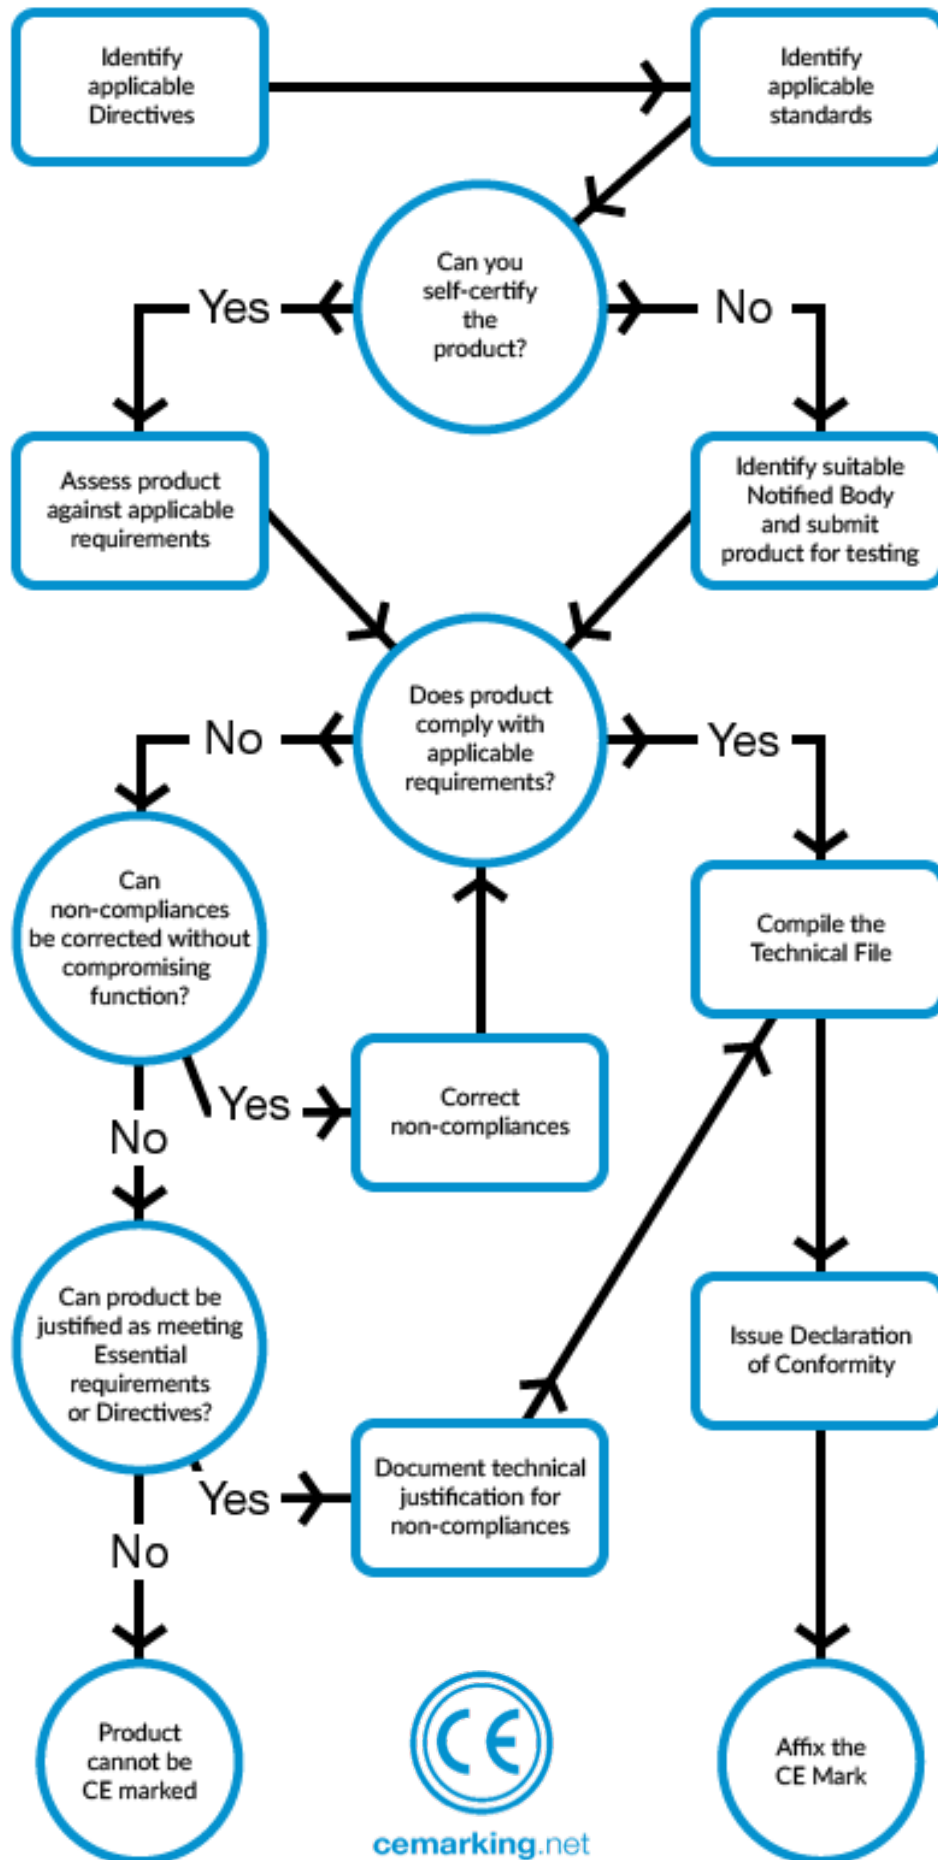 Identify
applicable
Directives
Identify
applicable
standards
Can you
self-certify
the
product?
Yes
No
Assess product
against applicable
requirements
Identify suitable
Notified Body
and submit
product for testing
Does product
comply with
applicable
requirements?
No
Yes
Can
non-compliances
be corrected without
compromising
function?
Compile the
Technical File
Yes
Correct
non-compliances
No
Can product be
justified as meeting
Essential
requirements
or Directives?
Issue Declaration
of Conformity
Yes
Document technical
justification for
non-compliances
No
Product
cannot be
CE marked
CE
cemarking.net
Affix the
CE Mark